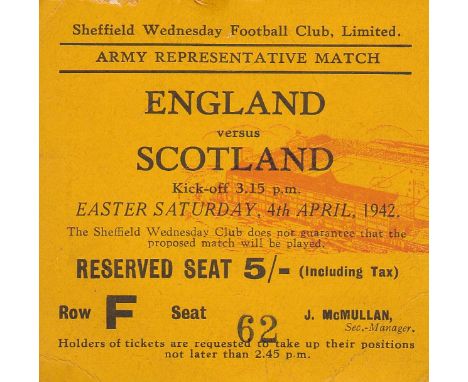 Sheffield Wednesday Football Club, Limited.
ARMY REPRESENTATIVE MATCH
ENGLAND
versus
SCOTLAND
Kick-off 3.15 p.m.
EASTER SATURDAY, 4th APRIL, 1942.
The Sheffield Wednesday Club does not guarantee that the
proposed match will be played.
RESERVED SEAT 5/- (Including Tax)
Row F Seat 62 J. McMULLAN,
Sec.-Manager.
Holders of tickets are requested to take up their positions
not later than 2.45 p.m.